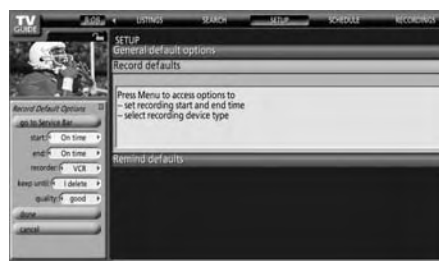 TV
GUIDE
8:08
LISTINGS SEARCH SETUP SCHEDULE RECORDINGS
SETUP
General default options
Record defaults
Press Menu to access options to
– set recording start and end time
– select recording device type
Remind defaults
Record Default Options
go to Service Bar
start: On time
end: On time
recorder: VCR
keep until: I delete
quality: good
done
cancel